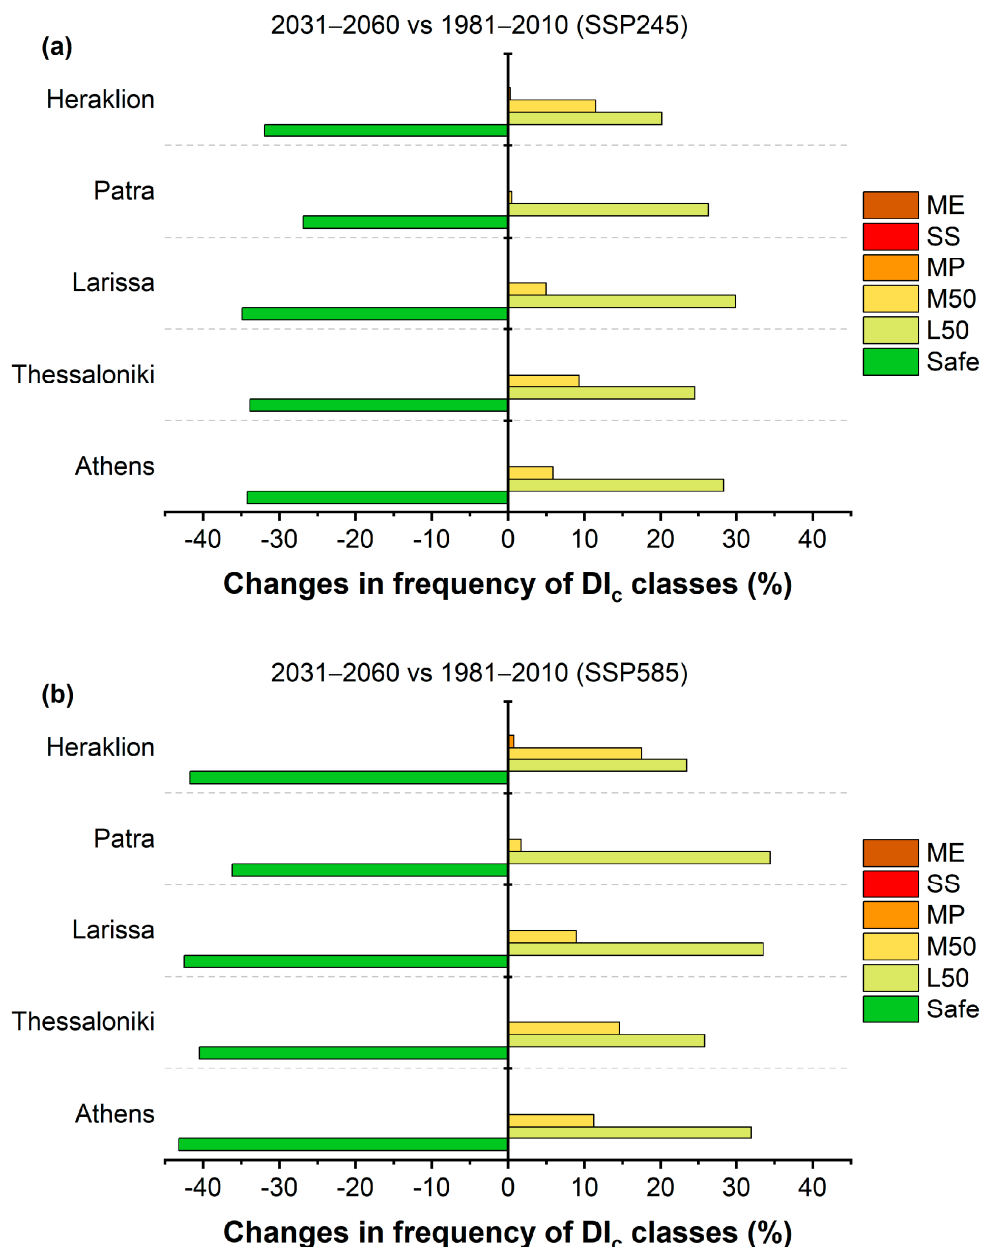 2031–2060 vs 1981–2010 (SSP245)
(a)
Heraklion
Patra
Larissa
Thessaloniki
Athens
ME
SS
MP
M50
L50
Safe
-40 -30 -20 -10 0 10 20 30 40
Changes in frequency of DIc classes (%)
2031–2060 vs 1981–2010 (SSP585)
(b)
Heraklion
Patra
Larissa
Thessaloniki
Athens
ME
SS
MP
M50
L50
Safe
-40 -30 -20 -10 0 10 20 30 40
Changes in frequency of DIc classes (%)